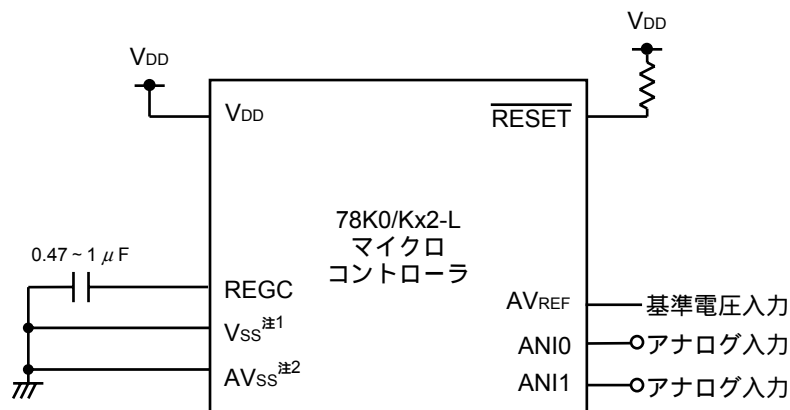 VDD
VDD
VDD
RESET
78K0/Kx2-L
マイクロ
コントローラ
0.47 ~ 1 μF
REGC
VSS注1
AVSS注2
AVREF
基準電圧入力
ANI0
アナログ入力
ANI1
アナログ入力